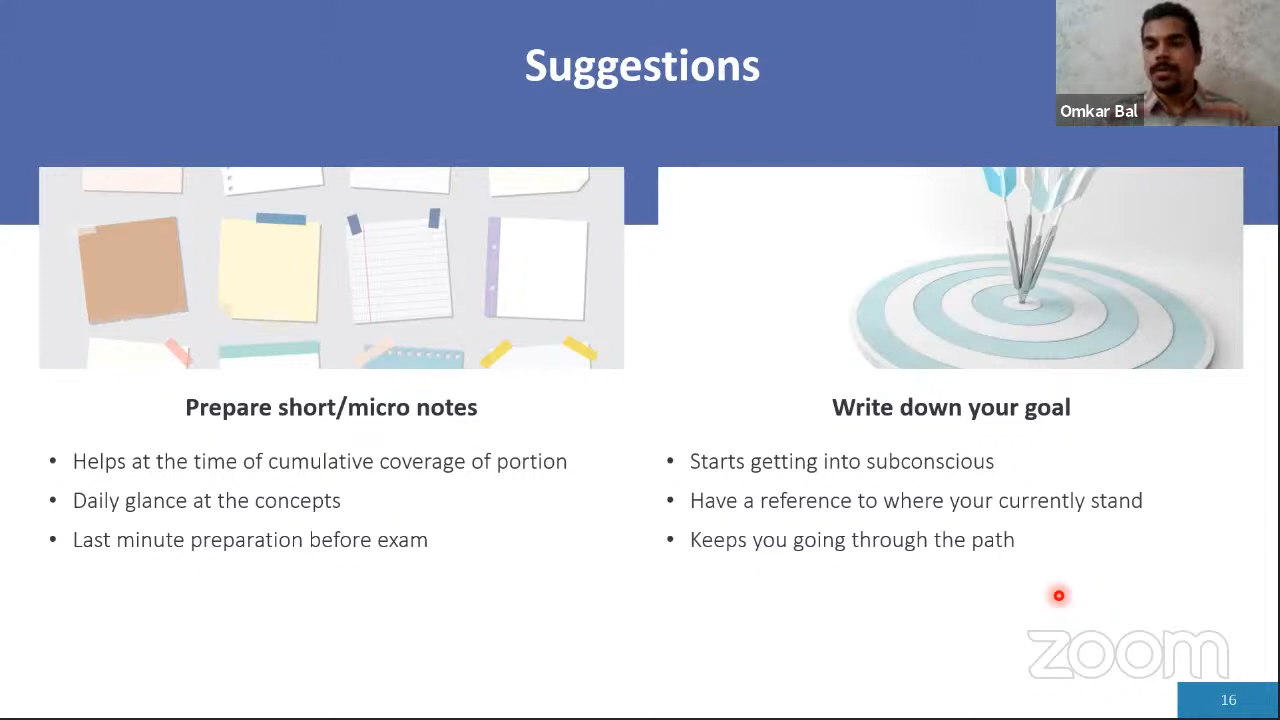 Suggestions
Omkar Bal
Prepare short/micro notes
• Helps at the time of cumulative coverage of portion
• Daily glance at the concepts
• Last minute preparation before exam
Write down your goal
• Starts getting into subconscious
• Have a reference to where your currently stand
• Keeps you going through the path
zoom
16